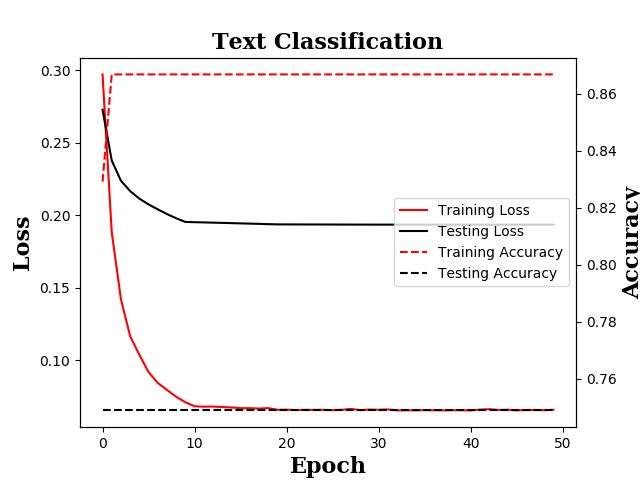 Text Classification
0.30
0.25
0.20
0.15
0.10
Loss
0.86
0.84
0.82
0.80
0.78
0.76
Accuracy
Training Loss
Testing Loss
Training Accuracy
Testing Accuracy
0
10
20
30
40
50
Epoch